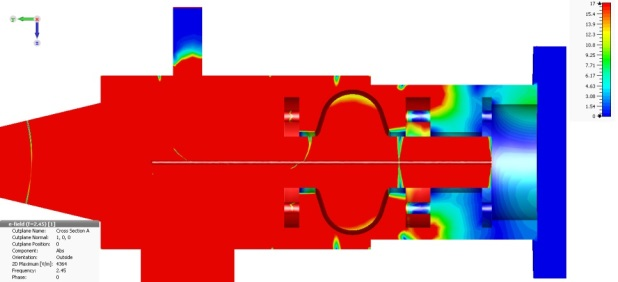 17
15.4
13.9
12.3
10.8
9.25
7.71
6.17
4.63
3.08
1.54
0
e-field (f=2.45) [1]
Cutplane Name: Cross Section A
Cutplane Normal: 1, 0, 0
Cutplane Position: 0
Component: Abs
Orientation: Outside
2D Maximum [V/m]: 4364
Frequency: 2.45
Phase: 0